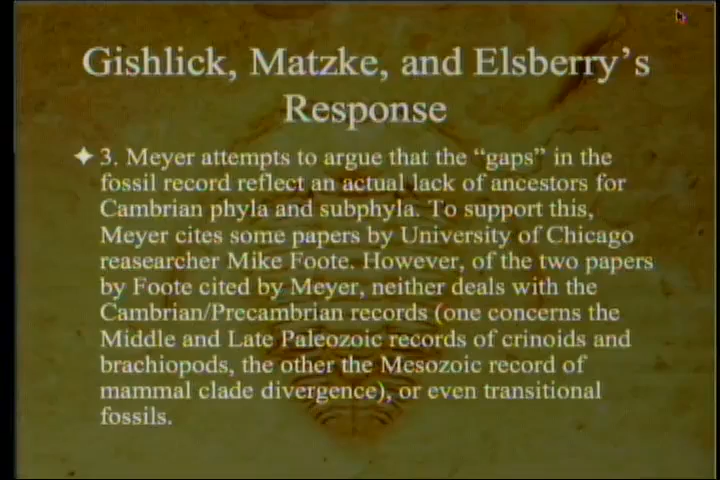 Gishlick, Matzke, and Elsberry's
Response
3. Meyer attempts to argue that the “gaps” in the
fossil record reflect an actual lack of ancestors for
Cambrian phyla and subphyla. To support this,
Meyer cites some papers by University of Chicago
reasearcher Mike Foote. However, of the two papers
by Foote cited by Meyer, neither deals with the
Cambrian/Precambrian records (one concerns the
Middle and Late Paleozoic records of crinoids and
brachiopods, the other the Mesozoic record of
mammal clade divergence), or even transitional
fossils.